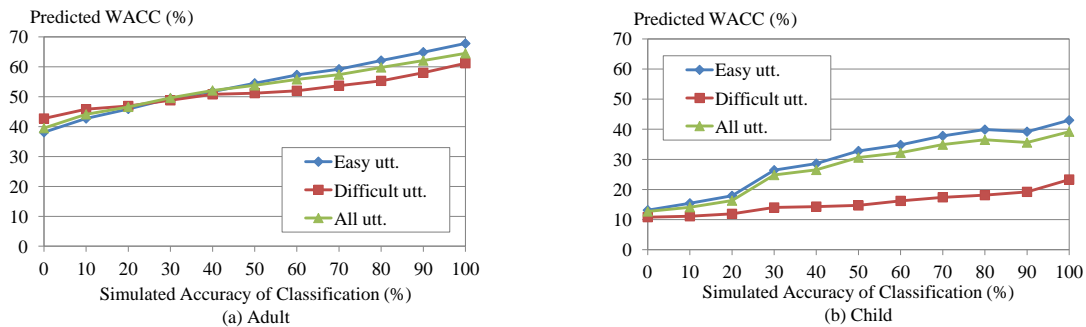 Predicted WACC (%)
70
60
50
40
30
20
10
0
Easy utt.
Difficult utt.
All utt.
0 10 20 30 40 50 60 70 80 90 100
Simulated Accuracy of Classification (%)
(a) Adult
Predicted WACC (%)
70
60
50
40
30
20
10
0
Easy utt.
Difficult utt.
All utt.
0 10 20 30 40 50 60 70 80 90 100
Simulated Accuracy of Classification (%)
(b) Child